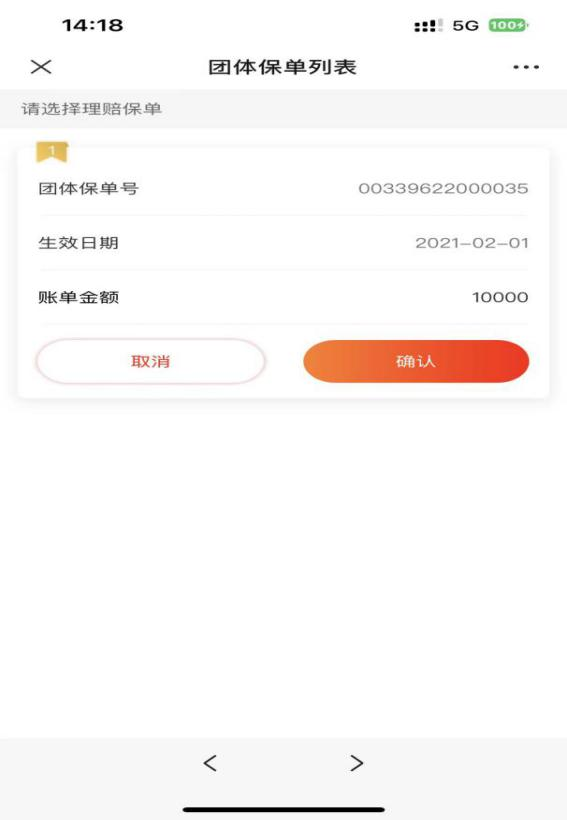 14:18 5G 100
团体保单列表
请选择理赔保单
1
团体保单号 00339622000035
生效日期 2021-02-01
账单金额 10000
取消 确认